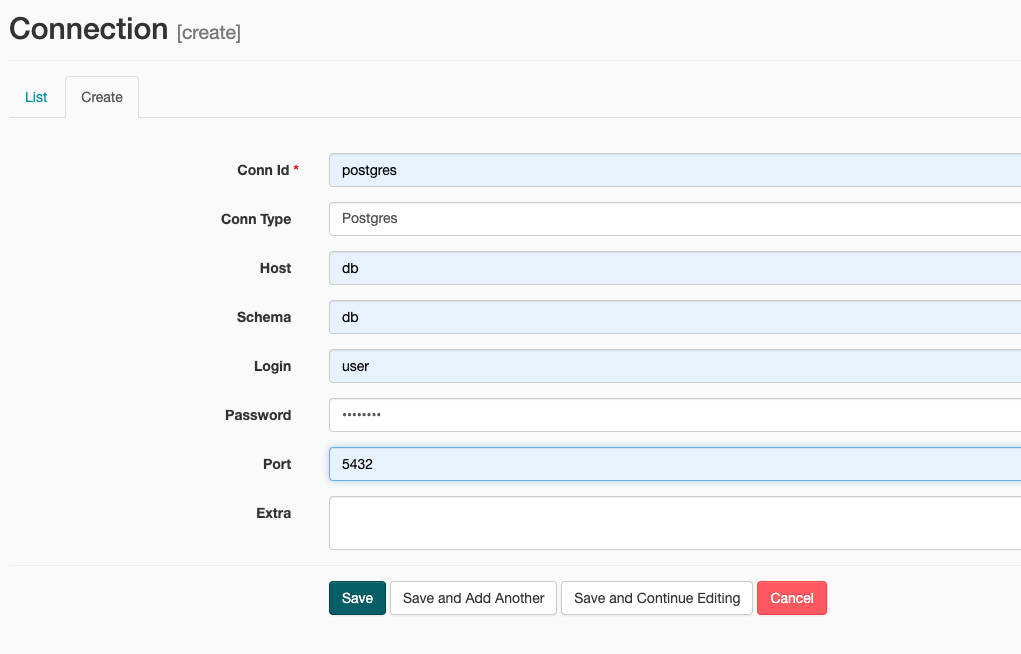 Connection [create]
List Create
Conn Id * postgres
Conn Type Postgres
Host db
Schema db
Login user
Password ••••••••
Port 5432
Extra
Save Save and Add Another Save and Continue Editing Cancel